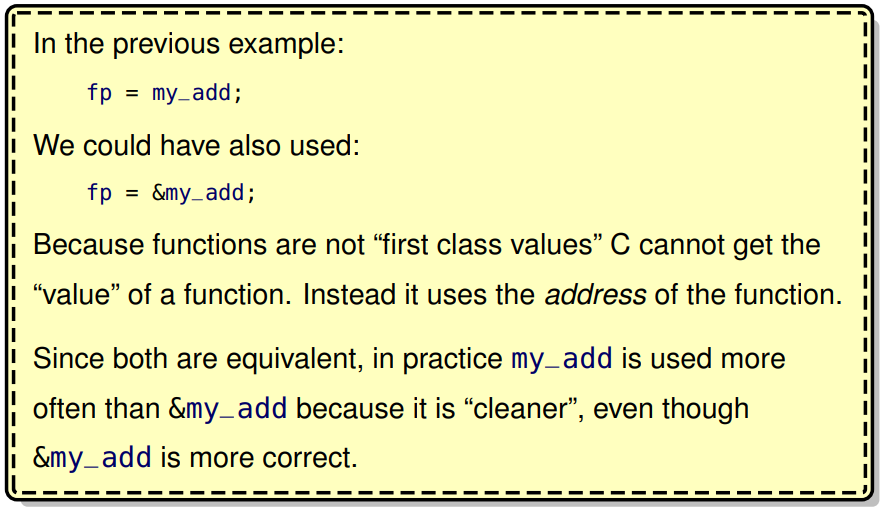 In the previous example:
fp = my_add;
We could have also used:
fp = &my_add;
Because functions are not “first class values” C cannot get the
“value” of a function. Instead it uses the address of the function.
Since both are equivalent, in practice my_add is used more
often than &my_add because it is “cleaner”, even though
&my_add is more correct.